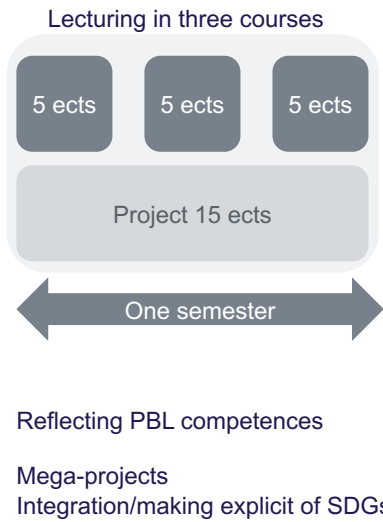 Lecturing in three courses
5 ects
5 ects
5 ects
Project 15 ects
One semester
Reflecting PBL competences
Mega-projects
Integration/making explicit of SDGs